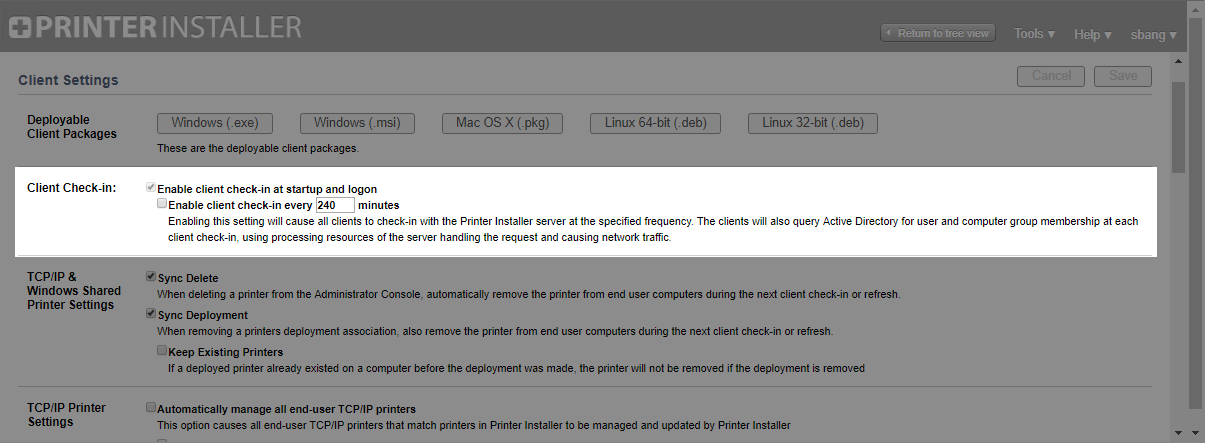 PRINTER INSTALLER
Return to tree view Tools ▾ Help ▾ sbang ▾
Client Settings Cancel Save
Deployable
Client Packages
Windows (.exe) Windows (.msi) Mac OS X (.pkg) Linux 64-bit (.deb) Linux 32-bit (.deb)
These are the deployable client packages.
Client Check-in: Enable client check-in at startup and logon
Enable client check-in every 240 minutes
Enabling this setting will cause all clients to check-in with the Printer Installer server at the specified frequency. The clients will also query Active Directory for user and computer group membership at each
client check-in, using processing resources of the server handling the request and causing network traffic.
TCP/IP &
Windows Shared
Printer Settings
Sync Delete
When deleting a printer from the Administrator Console, automatically remove the printer from end user computers during the next client check-in or refresh.
Sync Deployment
When removing a printers deployment association, also remove the printer from end user computers during the next client check-in or refresh.
Keep Existing Printers
If a deployed printer already existed on a computer before the deployment was made, the printer will not be removed if the deployment is removed
TCP/IP Printer
Settings
Automatically manage all end-user TCP/IP printers
This option causes all end-user TCP/IP printers that match printers in Printer Installer to be managed and updated by Printer Installer